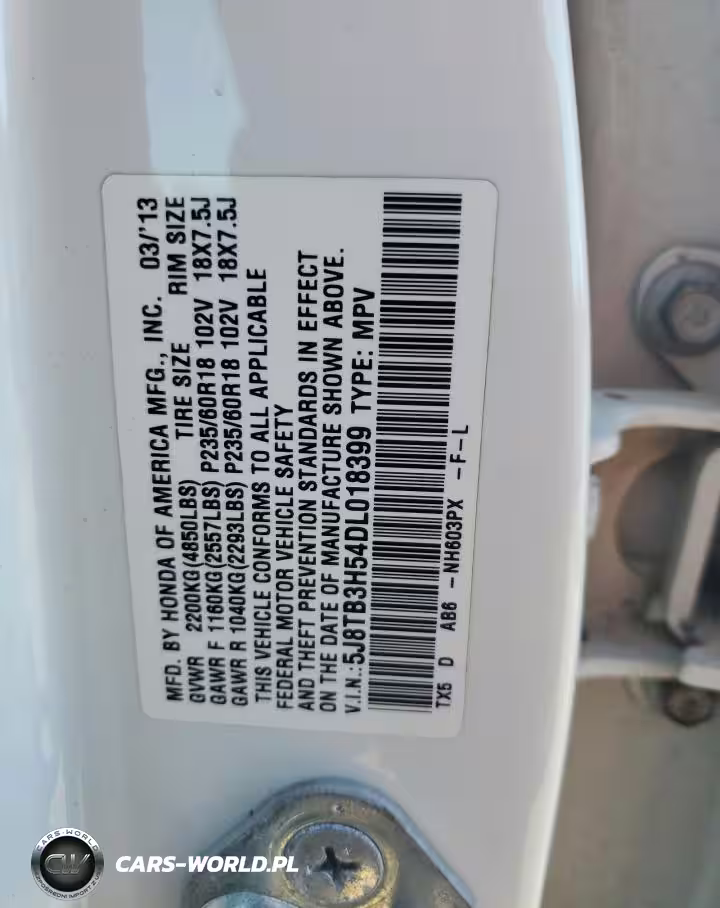 MFD. BY HONDA OF AMERICA MFG., INC. 03/'13
GVWR 2200KG(4850LBS) TIRE SIZE RIM SIZE
GAWR F 1160KG(2557LBS) P235/60R18 102V 18X7.5J
GAWR R 1040KG(2293LBS) P235/60R18 102V 18X7.5J
THIS VEHICLE CONFORMS TO ALL APPLICABLE
FEDERAL MOTOR VEHICLE SAFETY
AND THEFT PREVENTION STANDARDS IN EFFECT
ON THE DATE OF MANUFACTURE SHOWN ABOVE.
V.I.N.:5J8TB3H54DL018399 TYPE: MPV
TX5 D AB6 -NH603PX -F-L
CARS-WORLD
CW
CARS-WORLD.PL